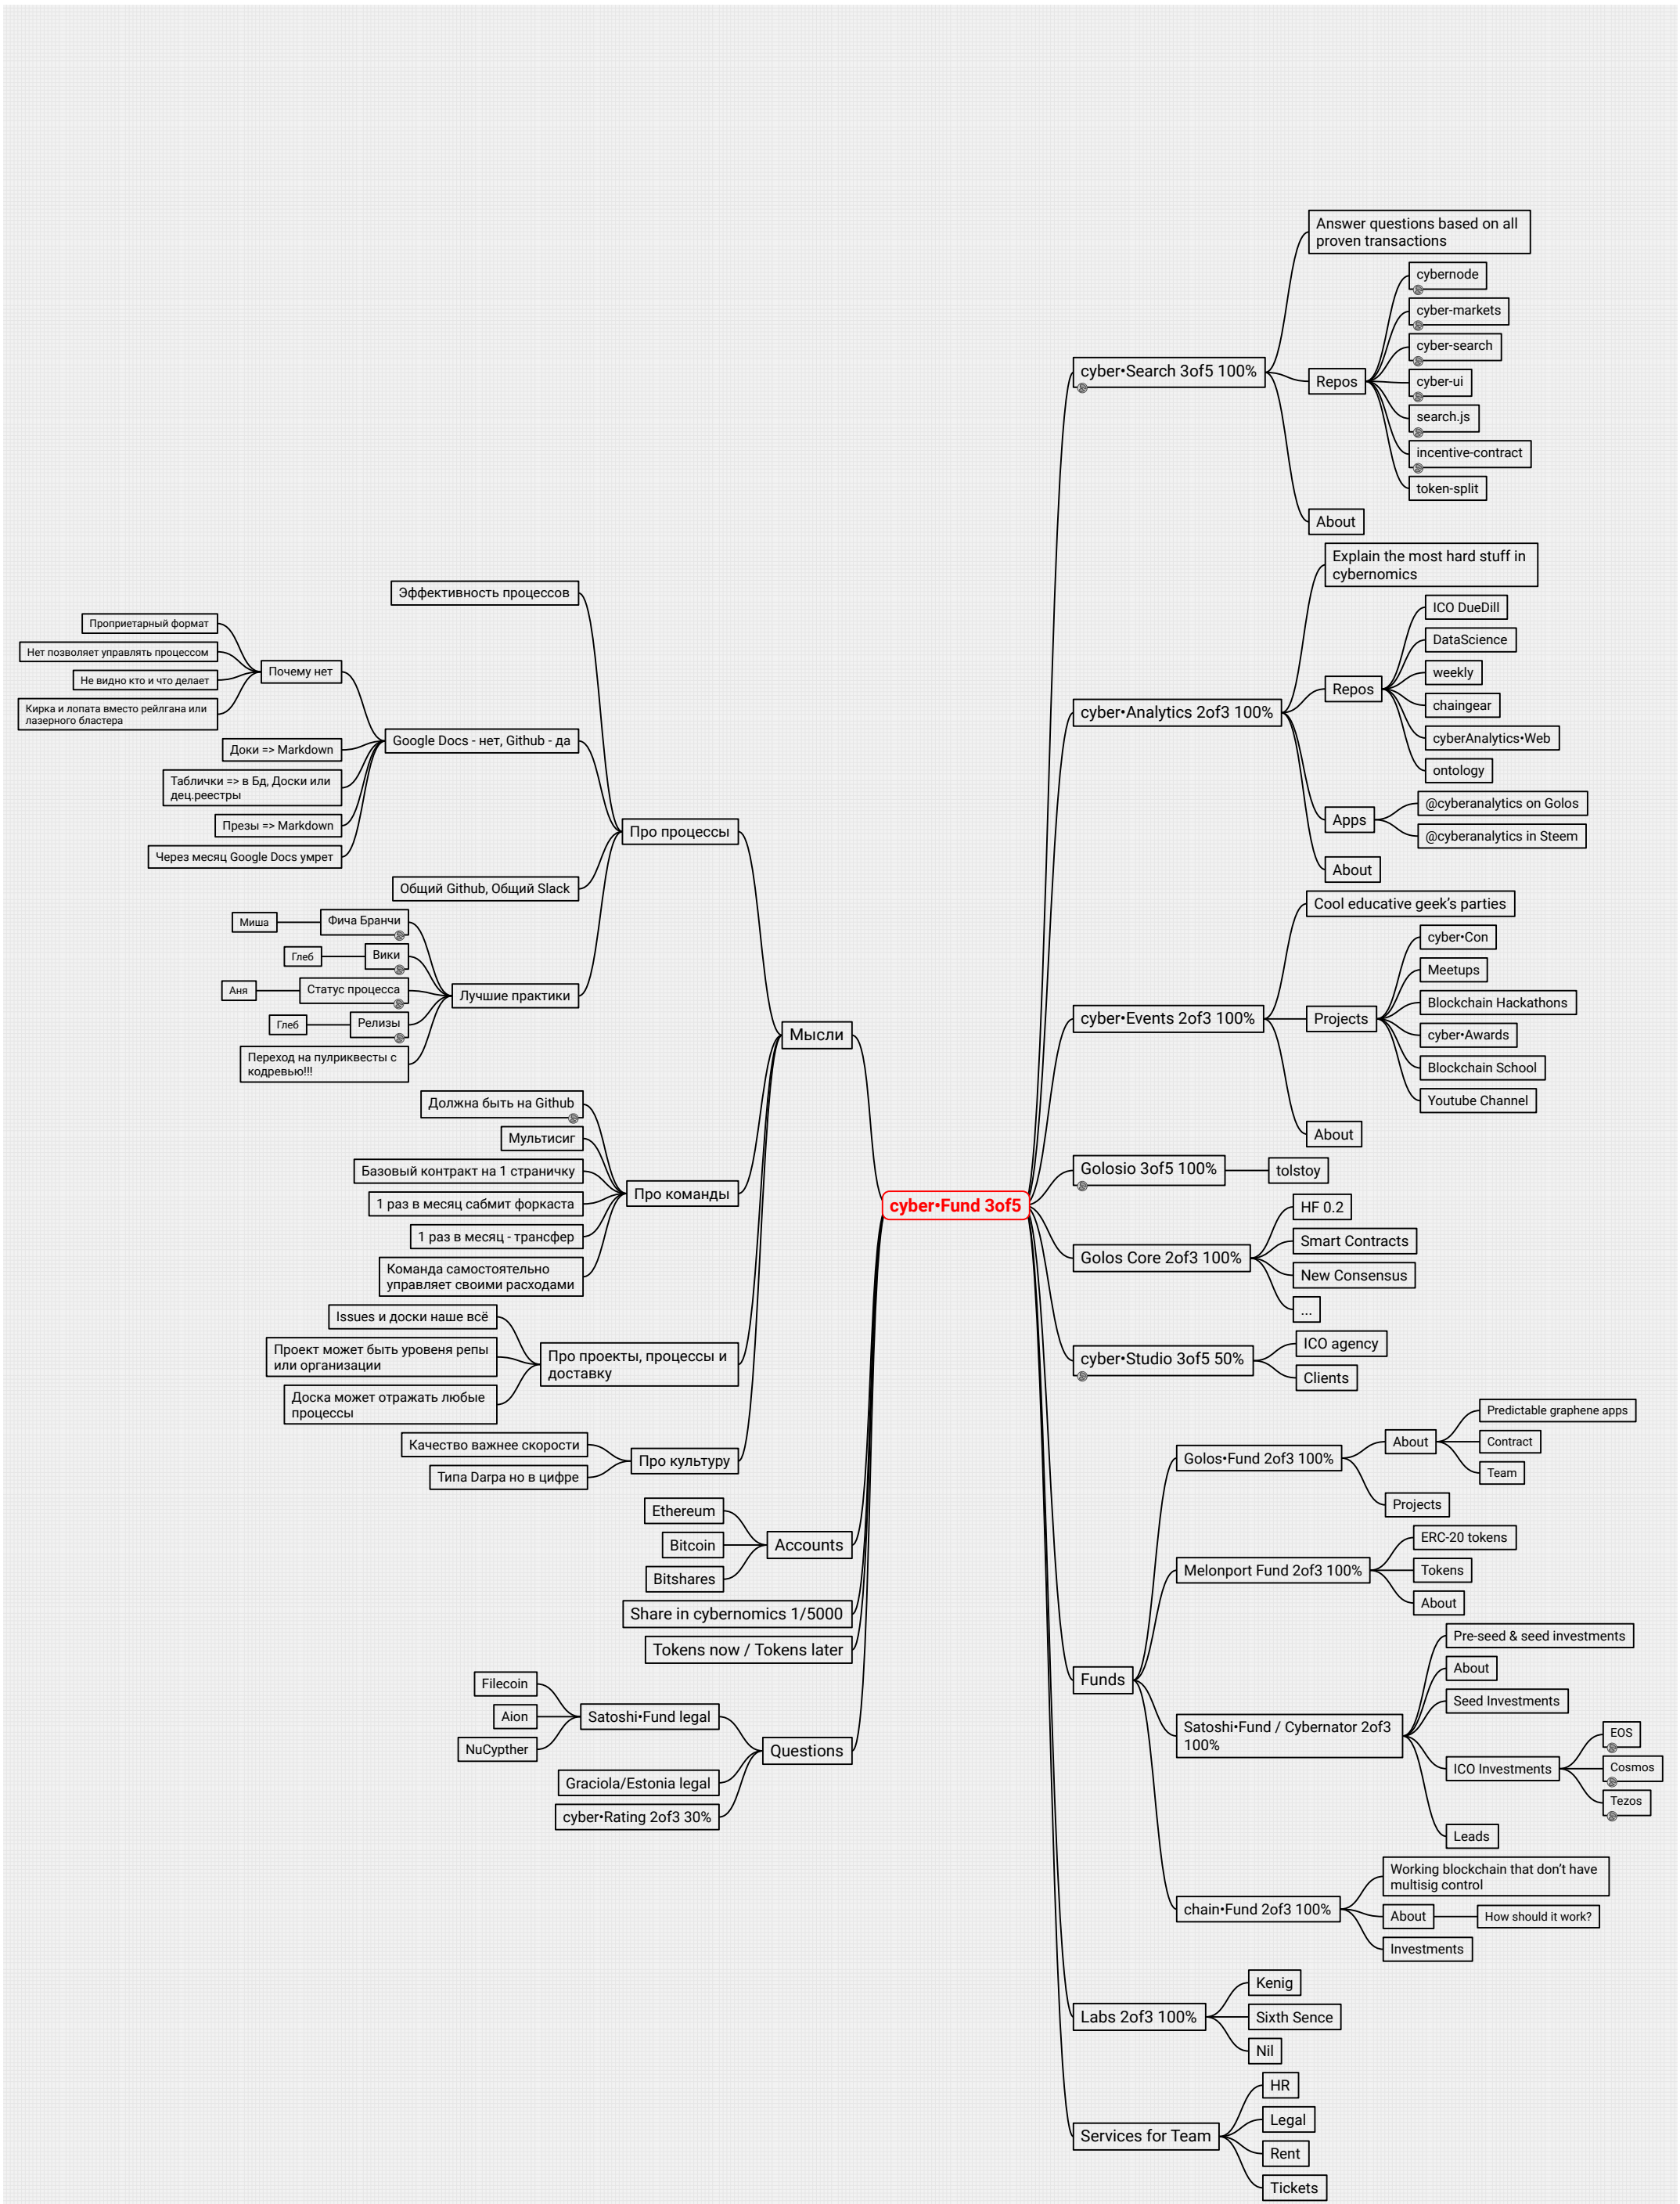 Answer questions based on all
proven transactions
cybernode
cyber-markets
cyber-search
cyber•Search 3of5 100%
Repos
cyber-ui
search.js
incentive-contract
token-split
About
Explain the most hard stuff in
cybernomics
ICO DueDill
DataScience
weekly
cyber•Analytics 2of3 100%
Repos
chaingear
cyberAnalytics•Web
ontology
Apps
@cyberanalytics on Golos
@cyberanalytics in Steem
About
Cool educative geek's parties
cyber•Con
Meetups
Blockchain Hackathons
cyber•Events 2of3 100%
Projects
cyber•Awards
Blockchain School
Youtube Channel
About
Golosio 3of5 100%
tolstoy
cyber•Fund 3of5
HF 0.2
Smart Contracts
Golos Core 2of3 100%
New Consensus
...
cyber•Studio 3of5 50%
ICO agency
Clients
Funds
Golos•Fund 2of3 100%
About
Predictable graphene apps
Contract
Team
Projects
Melonport Fund 2of3 100%
ERC-20 tokens
Tokens
About
Satoshi•Fund / Cybernator 2of3
100%
Pre-seed & seed investments
About
Seed Investments
ICO Investments
EOS
Cosmos
Tezos
Leads
chain•Fund 2of3 100%
Working blockchain that don't have
multisig control
About
How should it work?
Investments
Labs 2of3 100%
Kenig
Sixth Sence
Nil
Services for Team
HR
Legal
Rent
Tickets
Мысли
Про процессы
Эффективность процессов
Google Docs - нет, Github - да
Почему нет
Проприетарный формат
Нет позволяет управлять процессом
Не видно кто и что делает
Кирка и лопата вместо рейлгана или
лазерного бластера
Доки => Markdown
Таблички => в Бд, Доски или
дец.реестры
Презы => Markdown
Через месяц Google Docs умрет
Общий Github, Общий Slack
Лучшие практики
Фича Бранчи
Миша
Вики
Глеб
Статус процесса
Аня
Релизы
Глеб
Переход на пулриквесты с
кодревью!!!
Про команды
Должна быть на Github
Мультисиг
Базовый контракт на 1 страничку
1 раз в месяц сабмит форкаста
1 раз в месяц - трансфер
Команда самостоятельно
управляет своими расходами
Про проекты, процессы и
доставку
Issues и доски наше всё
Проект может быть уровеня репы
или организации
Доска может отражать любые
процессы
Про культуру
Качество важнее скорости
Типа Darpa но в цифре
Accounts
Ethereum
Bitcoin
Bitshares
Share in cybernomics 1/5000
Tokens now / Tokens later
Questions
Satoshi•Fund legal
Filecoin
Aion
NuCypther
Graciola/Estonia legal
cyber•Rating 2of3 30%